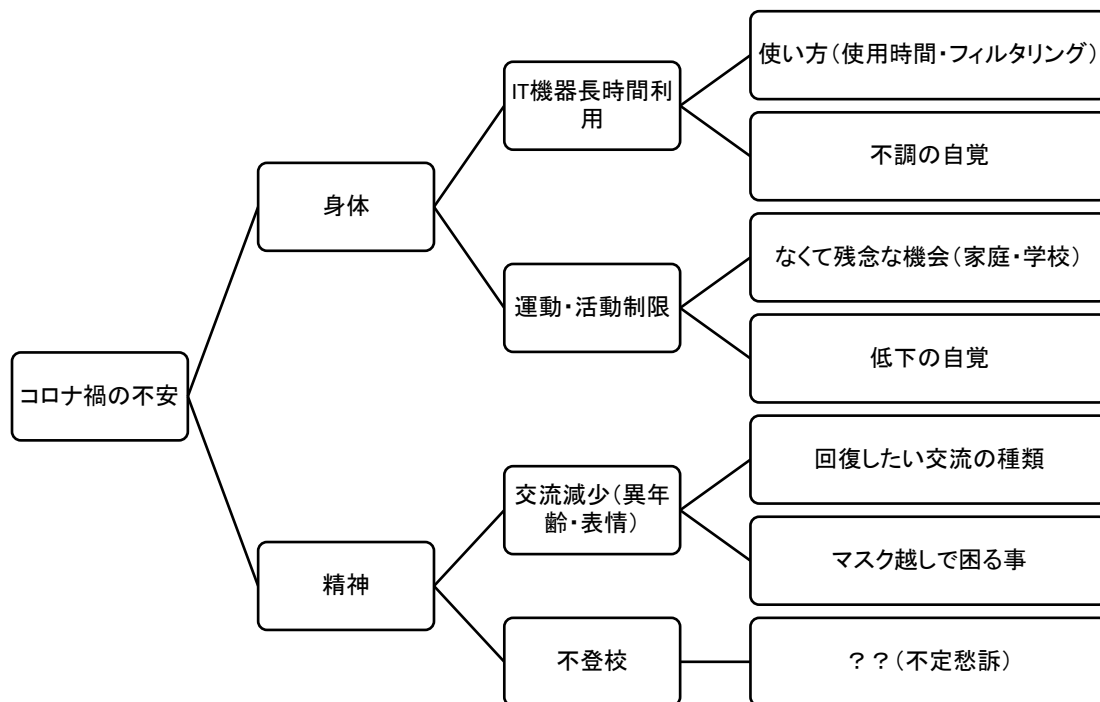 使い方(使用時間・フィルタリング)
IT機器長時間利
用
不調の自覚
身体
なくて残念な機会(家庭・学校)
運動・活動制限
低下の自覚
コロナ禍の不安
回復したい交流の種類
交流減少(異年
齢・表情)
マスク越しで困る事
精神
不登校
??(不定愁訴)